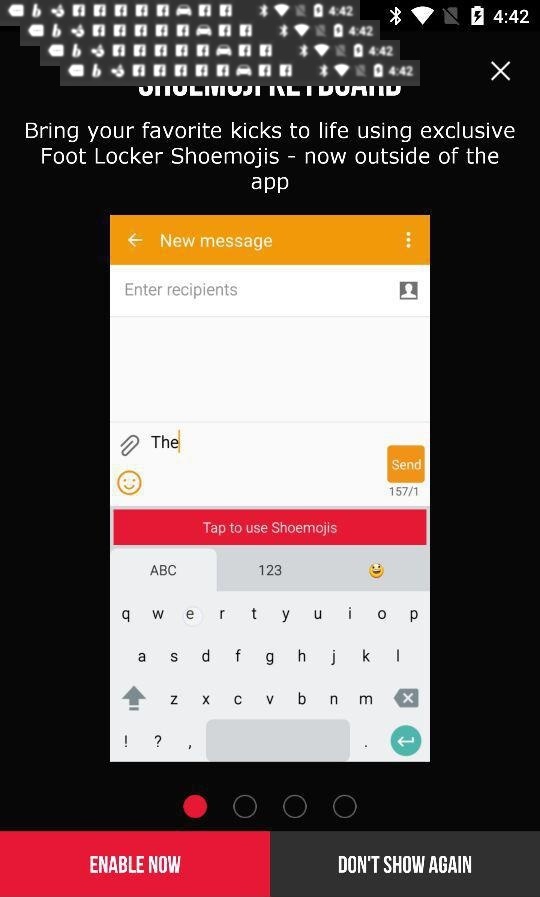 4:42
4:42
4:42
4:42
4:42
SHOEMOJI KEYBOARD
Bring your favorite kicks to life using exclusive
Foot Locker Shoemojis - now outside of the
app
New message
Enter recipients
The
Send
157/1
Tap to use Shoemojis
ABC 123
q w e r t y u i o p
a s d f g h j k l
z x c v b n m
! ? , .
ENABLE NOW DON'T SHOW AGAIN